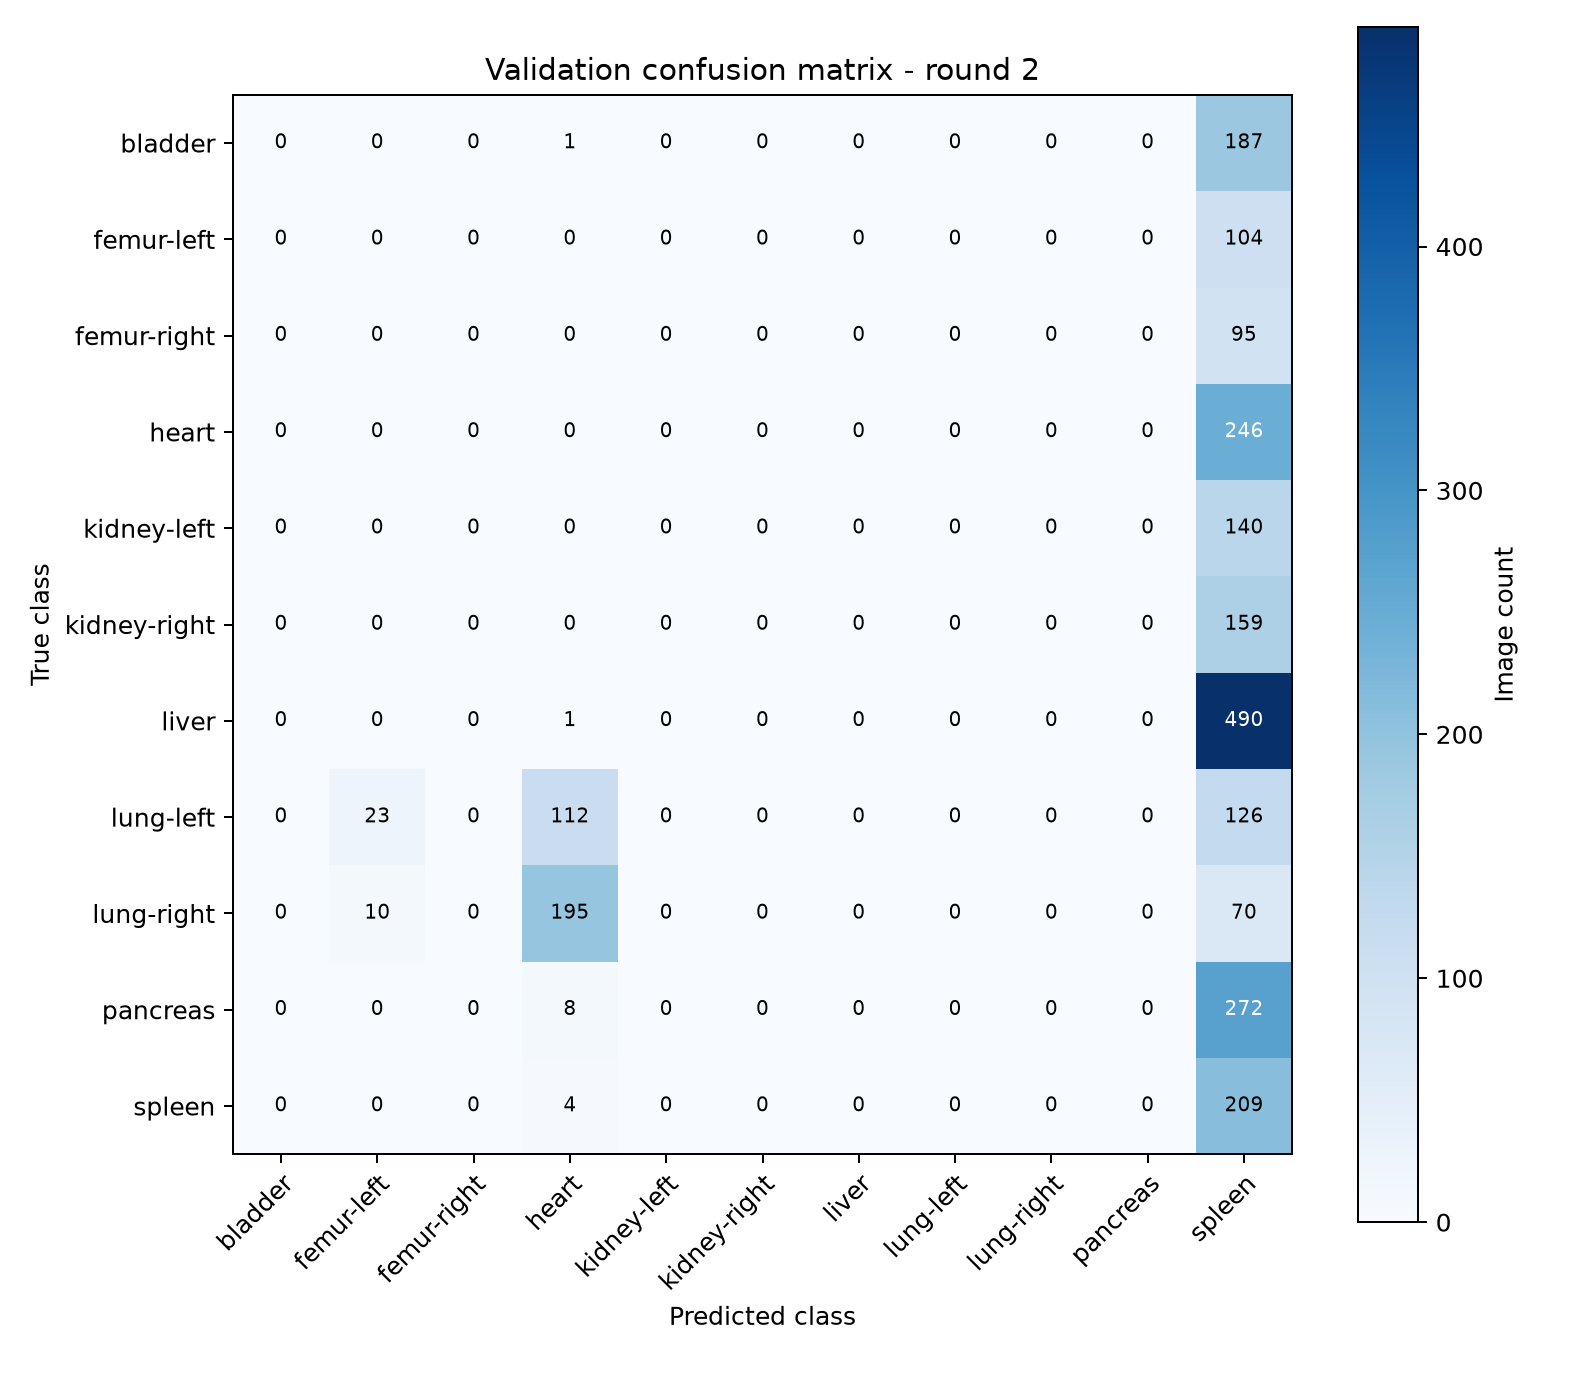 Validation confusion matrix - round 2
bladder 0 0 0 1 0 0 0 0 0 0 187
femur-left 0 0 0 0 0 0 0 0 0 0 104
femur-right 0 0 0 0 0 0 0 0 0 0 95
heart 0 0 0 0 0 0 0 0 0 0 246
kidney-left 0 0 0 0 0 0 0 0 0 0 140
kidney-right 0 0 0 0 0 0 0 0 0 0 159
liver 0 0 0 1 0 0 0 0 0 0 490
lung-left 0 23 0 112 0 0 0 0 0 0 126
lung-right 0 10 0 195 0 0 0 0 0 0 70
pancreas 0 0 0 8 0 0 0 0 0 0 272
spleen 0 0 0 4 0 0 0 0 0 0 209
True class
bladder femur-left femur-right heart kidney-left kidney-right liver lung-left lung-right pancreas spleen
Predicted class
400
300
200
100
0
Image count